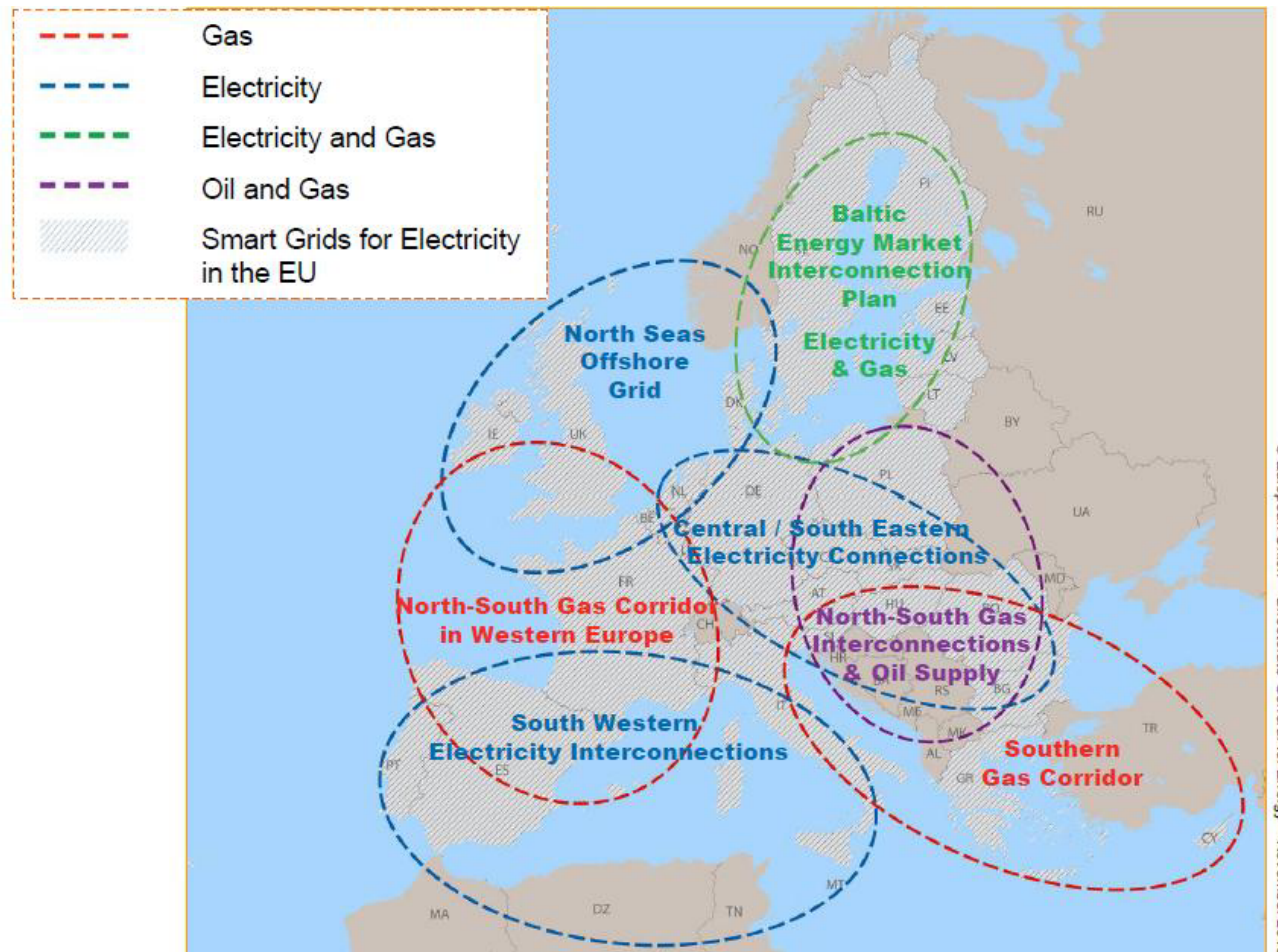 Gas
Electricity
Electricity and Gas
Oil and Gas
Smart Grids for Electricity
in the EU
Baltic
Energy Market
Interconnection
Plan
Electricity
& Gas
North Seas
Offshore
Grid
Central / South Eastern
Electricity Connections
North-South Gas Corridor
in Western Europe
North-South Gas
Interconnections
& Oil Supply
South Western
Electricity Interconnections
Southern
Gas Corridor
FI
RU
NO
EE
LV
LT
DK
BY
IE
UK
NL
DE
PL
BE
UA
FR
AT
HU
RO
MD
CH
HR
RS
BG
IT
ME
MK
AL
TR
GR
PT
ES
CY
MT
MA
DZ
TN